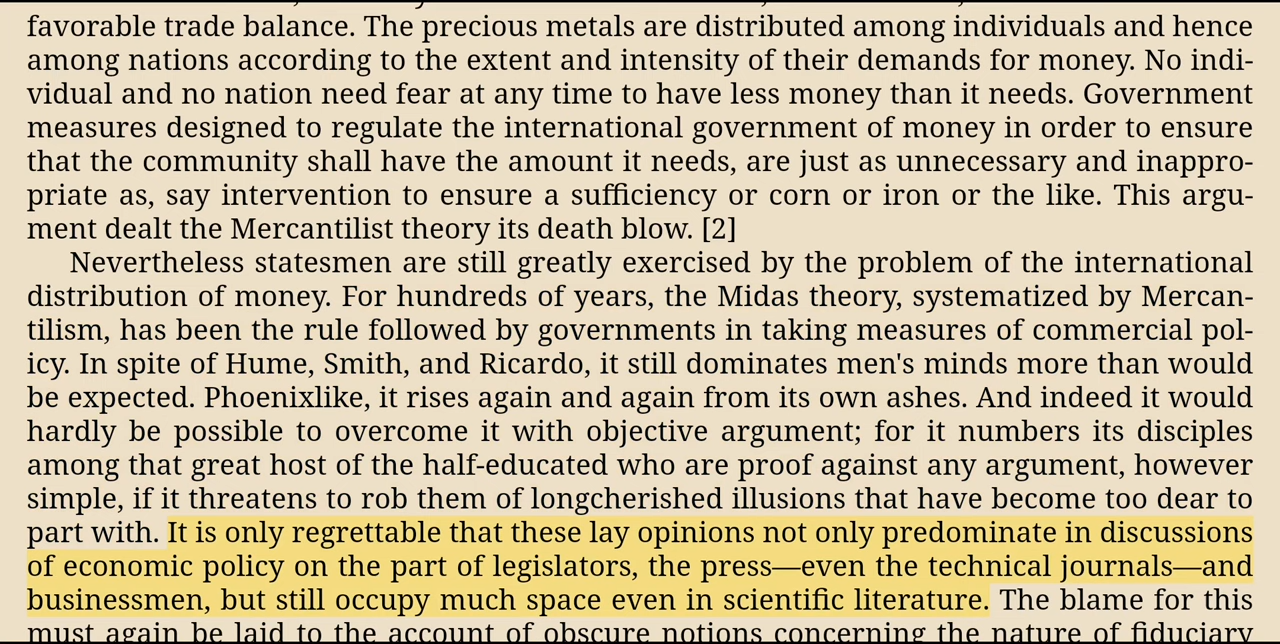 favorable trade balance. The precious metals are distributed among individuals and hence
among nations according to the extent and intensity of their demands for money. No indi-
vidual and no nation need fear at any time to have less money than it needs. Government
measures designed to regulate the international government of money in order to ensure
that the community shall have the amount it needs, are just as unnecessary and inappro-
priate as, say intervention to ensure a sufficiency or corn or iron or the like. This argu-
ment dealt the Mercantilist theory its death blow. [2]
Nevertheless statesmen are still greatly exercised by the problem of the international
distribution of money. For hundreds of years, the Midas theory, systematized by Mercan-
tilism, has been the rule followed by governments in taking measures of commercial pol-
icy. In spite of Hume, Smith, and Ricardo, it still dominates men's minds more than would
be expected. Phoenixlike, it rises again and again from its own ashes. And indeed it would
hardly be possible to overcome it with objective argument; for it numbers its disciples
among that great host of the half-educated who are proof against any argument, however
simple, if it threatens to rob them of longcherished illusions that have become too dear to
part with. It is only regrettable that these lay opinions not only predominate in discussions
of economic policy on the part of legislators, the press—even the technical journals—and
businessmen, but still occupy much space even in scientific literature. The blame for this
must again be laid to the account of obscure notions concerning the nature of fiduciary